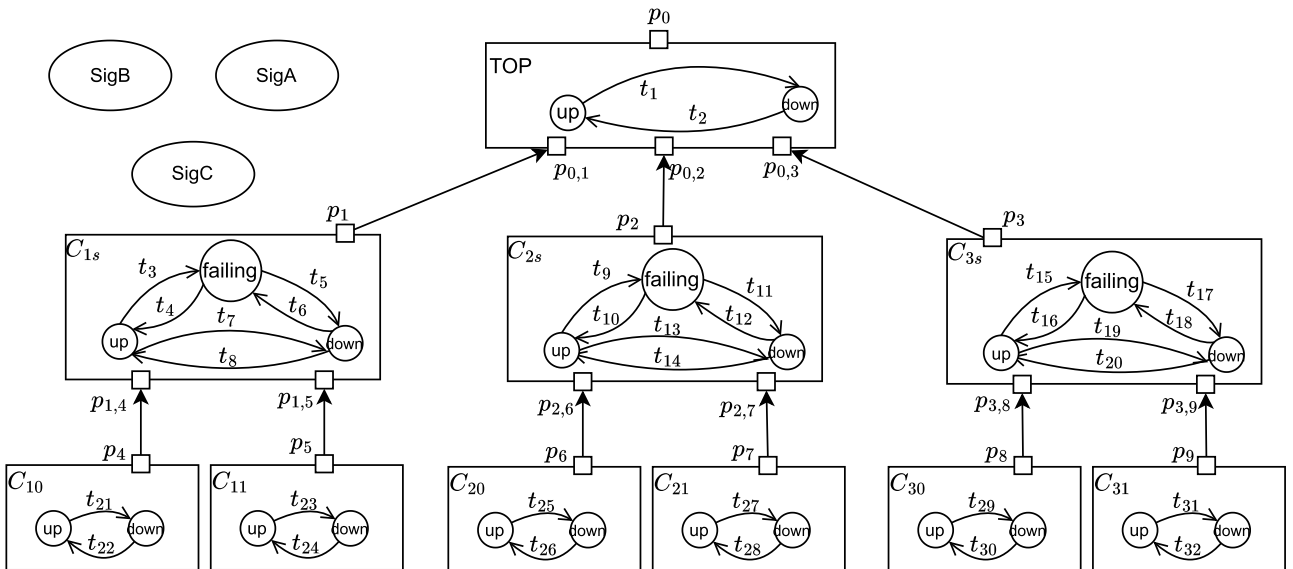 p0
SigB
SigA
SigC
TOP
t1
up
down
t2
p0,1
p0,2
p0,3
p1
p2
p3
C1s
failing
t3
t4
t5
t6
t7
t8
up
down
C2s
failing
t9
t10
t11
t12
t13
t14
up
down
C3s
failing
t15
t16
t17
t18
t19
t20
up
down
p1,4
p1,5
p2,6
p2,7
p3,8
p3,9
p4
p5
p6
p7
p8
p9
C10
t21
up
down
t22
C11
t23
up
down
t24
C20
t25
up
down
t26
C21
t27
up
down
t28
C30
t29
up
down
t30
C31
t31
up
down
t32